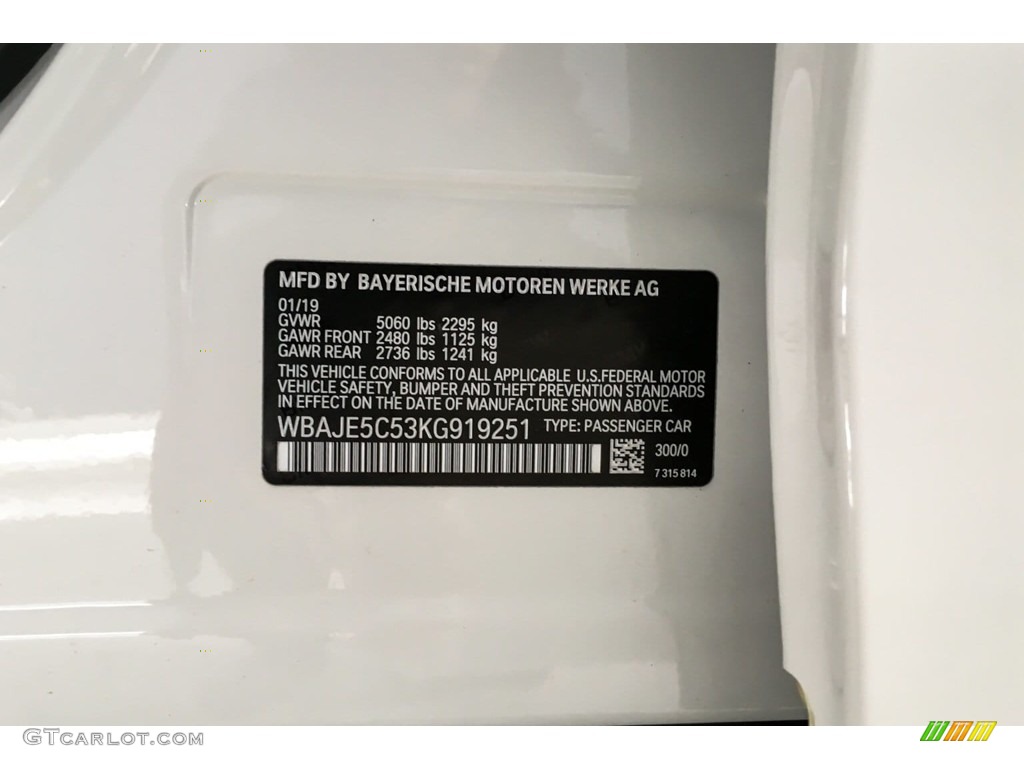 MFD BY BAYERISCHE MOTOREN WERKE AG
01/19
GVWR 5060 lbs 2295 kg
GAWR FRONT 2480 lbs 1125 kg
GAWR REAR 2736 lbs 1241 kg
THIS VEHICLE CONFORMS TO ALL APPLICABLE U.S.FEDERAL MOTOR
VEHICLE SAFETY, BUMPER AND THEFT PREVENTION STANDARDS
IN EFFECT ON THE DATE OF MANUFACTURE SHOWN ABOVE.
WBAJE5C53KG919251 TYPE: PASSENGER CAR
300/0
7 315 814
GTCarlot.com